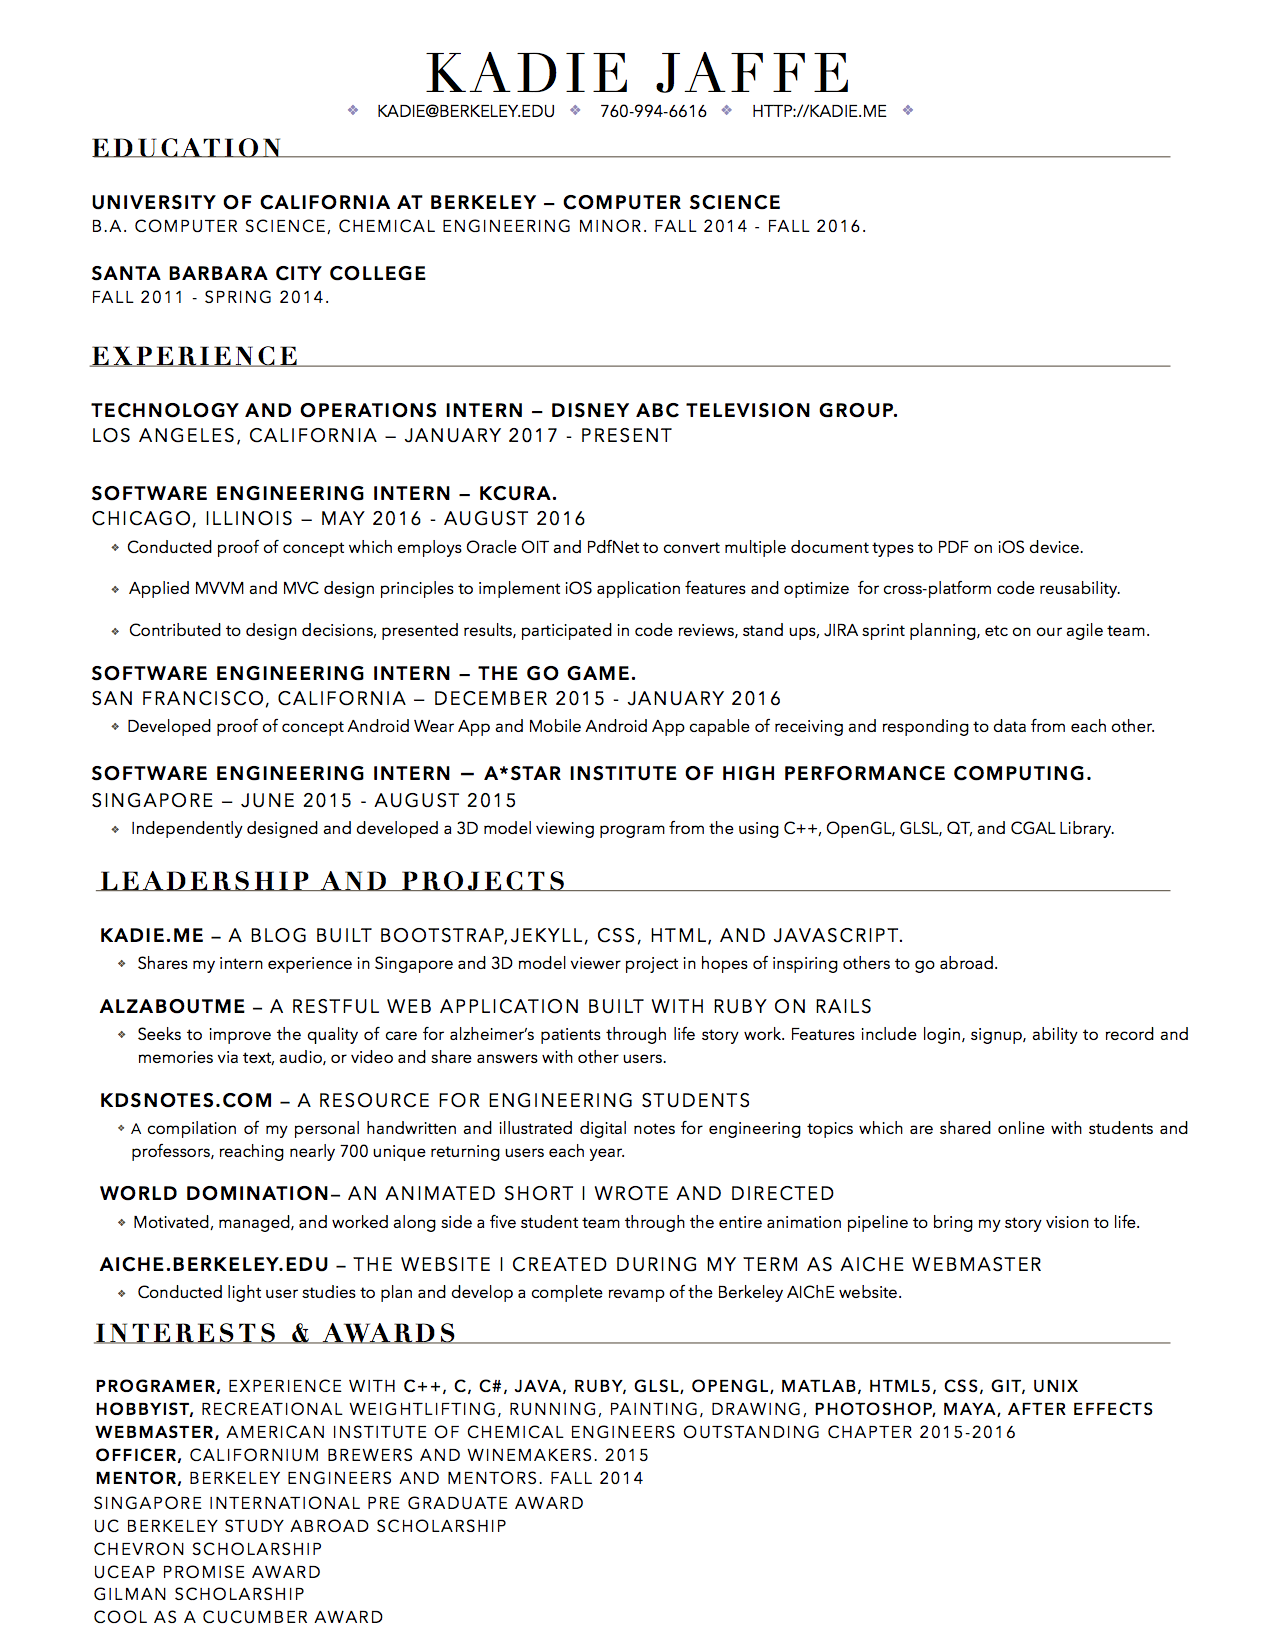 KADIE JAFFE
❖ KADIE@BERKELEY.EDU ❖ 760-994-6616 ❖ HTTP://KADIE.ME ❖
EDUCATION
UNIVERSITY OF CALIFORNIA AT BERKELEY – COMPUTER SCIENCE
B.A. COMPUTER SCIENCE, CHEMICAL ENGINEERING MINOR. FALL 2014 - FALL 2016.
SANTA BARBARA CITY COLLEGE
FALL 2011 - SPRING 2014.
EXPERIENCE
TECHNOLOGY AND OPERATIONS INTERN – DISNEY ABC TELEVISION GROUP.
LOS ANGELES, CALIFORNIA – JANUARY 2017 - PRESENT
SOFTWARE ENGINEERING INTERN – KCURA.
CHICAGO, ILLINOIS – MAY 2016 - AUGUST 2016
❖ Conducted proof of concept which employs Oracle OIT and PdfNet to convert multiple document types to PDF on iOS device.
❖ Applied MVVM and MVC design principles to implement iOS application features and optimize for cross-platform code reusability.
❖ Contributed to design decisions, presented results, participated in code reviews, stand ups, JIRA sprint planning, etc on our agile team.
SOFTWARE ENGINEERING INTERN – THE GO GAME.
SAN FRANCISCO, CALIFORNIA – DECEMBER 2015 - JANUARY 2016
❖ Developed proof of concept Android Wear App and Mobile Android App capable of receiving and responding to data from each other.
SOFTWARE ENGINEERING INTERN – A*STAR INSTITUTE OF HIGH PERFORMANCE COMPUTING.
SINGAPORE – JUNE 2015 - AUGUST 2015
❖ Independently designed and developed a 3D model viewing program from the using C++, OpenGL, GLSL, QT, and CGAL Library.
LEADERSHIP AND PROJECTS
KADIE.ME – A BLOG BUILT BOOTSTRAP,JEKYLL, CSS, HTML, AND JAVASCRIPT.
❖ Shares my intern experience in Singapore and 3D model viewer project in hopes of inspiring others to go abroad.
ALZABOUTME – A RESTFUL WEB APPLICATION BUILT WITH RUBY ON RAILS
❖ Seeks to improve the quality of care for alzheimer's patients through life story work. Features include login, signup, ability to record and
memories via text, audio, or video and share answers with other users.
KDSNOTES.COM – A RESOURCE FOR ENGINEERING STUDENTS
❖ A compilation of my personal handwritten and illustrated digital notes for engineering topics which are shared online with students and
professors, reaching nearly 700 unique returning users each year.
WORLD DOMINATION– AN ANIMATED SHORT I WROTE AND DIRECTED
❖ Motivated, managed, and worked along side a five student team through the entire animation pipeline to bring my story vision to life.
AICHE.BERKELEY.EDU – THE WEBSITE I CREATED DURING MY TERM AS AICHE WEBMASTER
❖ Conducted light user studies to plan and develop a complete revamp of the Berkeley AIChE website.
INTERESTS & AWARDS
PROGRAMER, EXPERIENCE WITH C++, C, C#, JAVA, RUBY, GLSL, OPENGL, MATLAB, HTML5, CSS, GIT, UNIX
HOBBYIST, RECREATIONAL WEIGHTLIFTING, RUNNING, PAINTING, DRAWING, PHOTOSHOP, MAYA, AFTER EFFECTS
WEBMASTER, AMERICAN INSTITUTE OF CHEMICAL ENGINEERS OUTSTANDING CHAPTER 2015-2016
OFFICER, CALIFORNIUM BREWERS AND WINEMAKERS. 2015
MENTOR, BERKELEY ENGINEERS AND MENTORS. FALL 2014
SINGAPORE INTERNATIONAL PRE GRADUATE AWARD
UC BERKELEY STUDY ABROAD SCHOLARSHIP
CHEVRON SCHOLARSHIP
UCEAP PROMISE AWARD
GILMAN SCHOLARSHIP
COOL AS A CUCUMBER AWARD